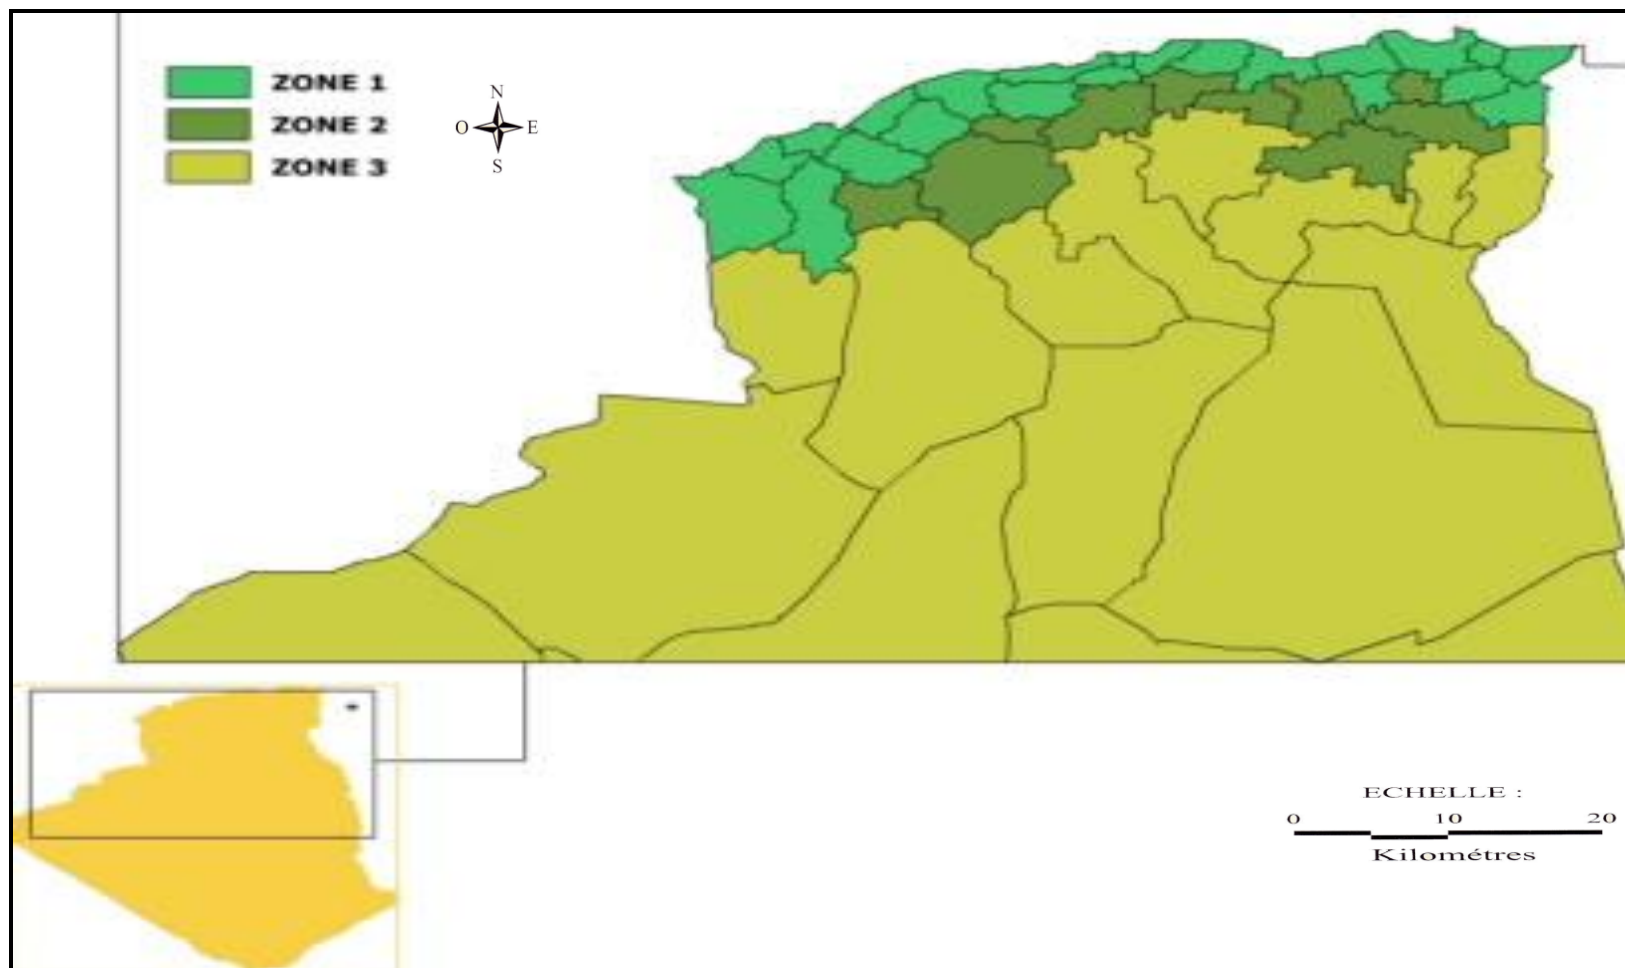 ZONE 1
ZONE 2
ZONE 3
N
O E
S
ECHELLE :
0 10 20
Kilométres